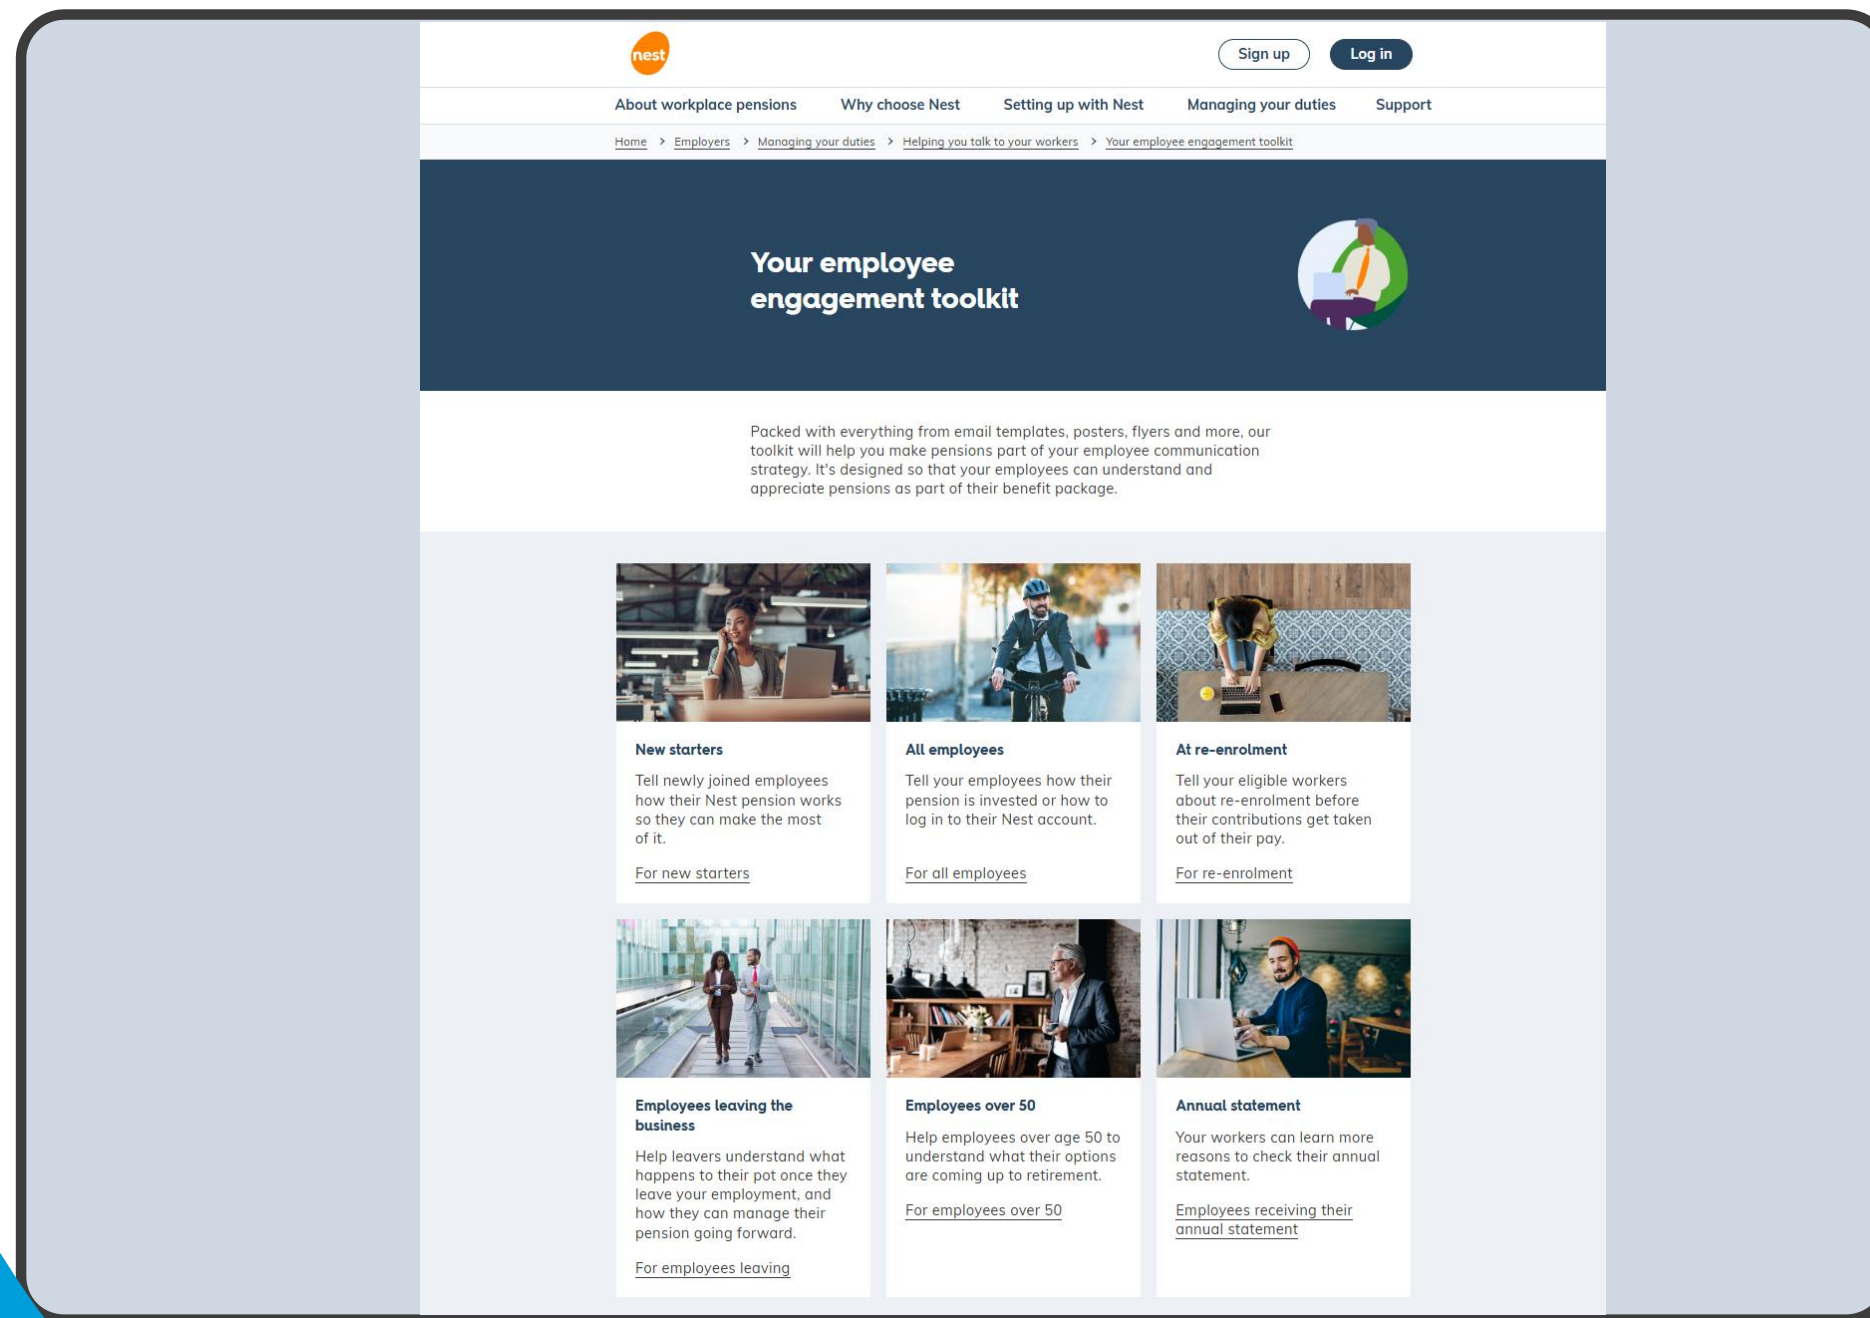 nest
Sign up
Log in
About workplace pensions
Why choose Nest
Setting up with Nest
Managing your duties
Support
Home > Employers > Managing your duties > Helping you talk to your workers > Your employee engagement toolkit
Your employee
engagement toolkit
Packed with everything from email templates, posters, flyers and more, our
toolkit will help you make pensions part of your employee communication
strategy. It's designed so that your employees can understand and
appreciate pensions as part of their benefit package.
New starters
Tell newly joined employees
how their Nest pension works
so they can make the most
of it.
For new starters
All employees
Tell your employees how their
pension is invested or how to
log in to their Nest account.
For all employees
At re-enrolment
Tell your eligible workers
about re-enrolment before
their contributions get taken
out of their pay.
For re-enrolment
Employees leaving the
business
Help leavers understand what
happens to their pot once they
leave your employment, and
how they can manage their
pension going forward.
For employees leaving
Employees over 50
Help employees over age 50 to
understand what their options
are coming up to retirement.
For employees over 50
Annual statement
Your workers can learn more
reasons to check their annual
statement.
Employees receiving their
annual statement